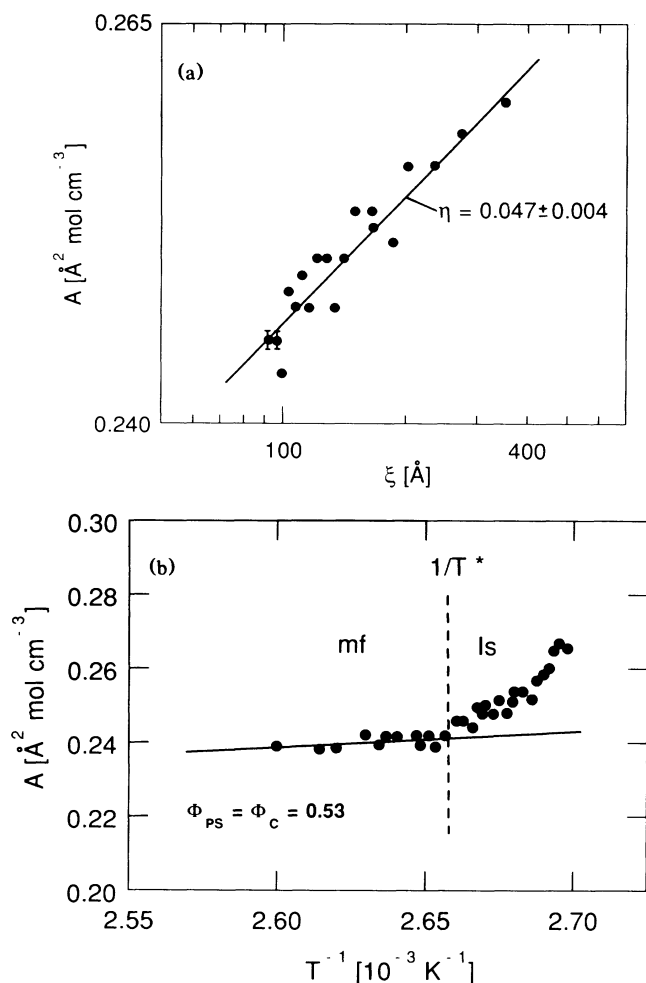 0.265
(a)
A [Å² mol cm⁻³]
η = 0.047±0.004
0.240
100
400
ξ [Å]
0.30
(b)
1/T*
0.28
mf
Is
A [Å² mol cm⁻³]
0.26
0.24
Φ_PS = Φ_C = 0.53
0.22
0.20
2.55
2.60
2.65
2.70
T⁻¹ [10⁻³ K⁻¹]